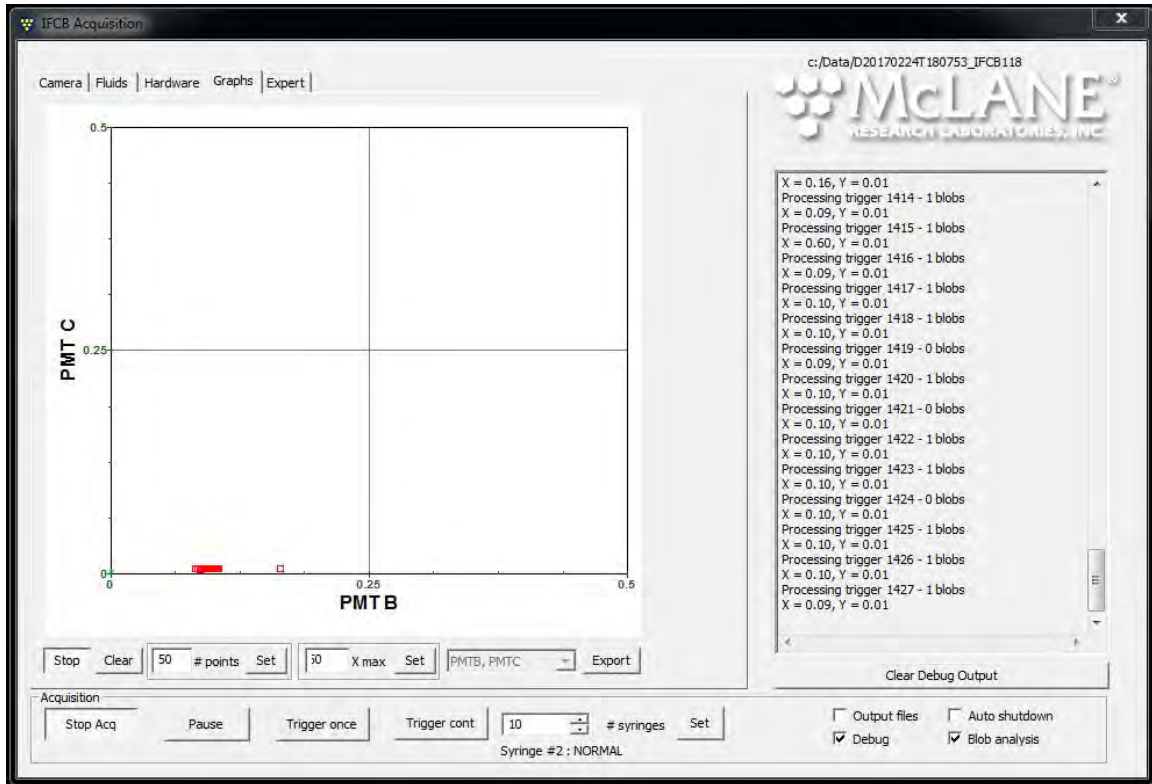 IFCB Acquisition
X
c:/Data/D20170224T180753_IFCB118
McLANE®
RESEARCH LABORATORIES, INC
Camera Fluids Hardware Graphs Expert
0.5
0.25
0
PMT C
0 0.25 0.5
PMT B
X = 0.16, Y = 0.01
Processing trigger 1414 - 1 blobs
X = 0.09, Y = 0.01
Processing trigger 1415 - 1 blobs
X = 0.60, Y = 0.01
Processing trigger 1416 - 1 blobs
X = 0.09, Y = 0.01
Processing trigger 1417 - 1 blobs
X = 0.10, Y = 0.01
Processing trigger 1418 - 1 blobs
X = 0.10, Y = 0.01
Processing trigger 1419 - 0 blobs
X = 0.09, Y = 0.01
Processing trigger 1420 - 1 blobs
X = 0.10, Y = 0.01
Processing trigger 1421 - 0 blobs
X = 0.10, Y = 0.01
Processing trigger 1422 - 1 blobs
X = 0.10, Y = 0.01
Processing trigger 1423 - 1 blobs
X = 0.10, Y = 0.01
Processing trigger 1424 - 0 blobs
X = 0.10, Y = 0.01
Processing trigger 1425 - 1 blobs
X = 0.10, Y = 0.01
Processing trigger 1426 - 1 blobs
X = 0.10, Y = 0.01
Processing trigger 1427 - 1 blobs
X = 0.09, Y = 0.01
Stop Clear 50 # points Set X max Set PMTB, PMTC Export
Clear Debug Output
Acquisition
Stop Acq Pause Trigger once Trigger cont 10 # syringes Set
Syringe #2 : NORMAL
Output files Auto shutdown
Debug Blob analysis